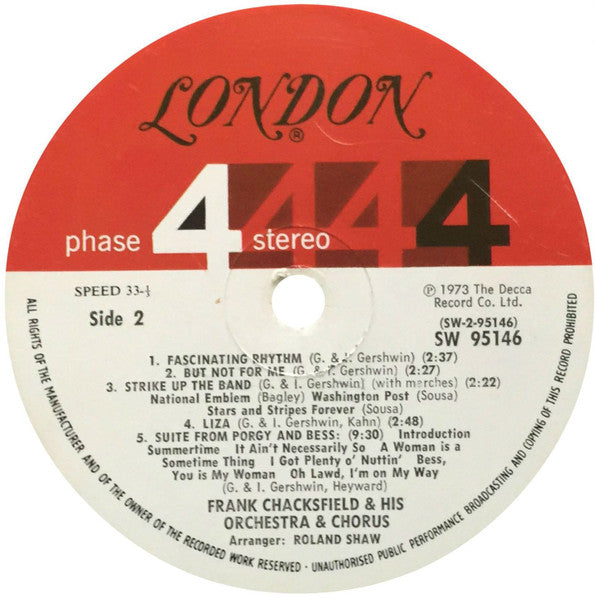 LONDON
®
phase 4 stereo 4 4 4
SPEED 33-⅓
Side 2
℗ 1973 The Decca
Record Co. Ltd.
(SW-2-95146)
SW 95146
1. FASCINATING RHYTHM (G. & I. Gershwin) (2:37)
2. BUT NOT FOR ME (G. & I. Gershwin) (2:27)
3. STRIKE UP THE BAND (G. & I. Gershwin) (with marches) (2:22)
National Emblem (Bagley) Washington Post (Sousa)
Stars and Stripes Forever (Sousa)
4. LIZA (G. & I. Gershwin, Kahn) (2:48)
5. SUITE FROM PORGY AND BESS: (9:30) Introduction
Summertime It Ain't Necessarily So A Woman is a
Sometime Thing I Got Plenty o' Nuttin' Bess,
You is My Woman Oh Lawd, I'm on My Way
(G. & I. Gershwin, Heyward)
FRANK CHACKSFIELD & HIS
ORCHESTRA & CHORUS
Arranger: ROLAND SHAW
ALL RIGHTS OF THE MANUFACTURER AND OF THE OWNER OF THE RECORDED WORK RESERVED - UNAUTHORISED PUBLIC PERFORMANCE BROADCASTING AND COPYING OF THIS RECORD PROHIBITED